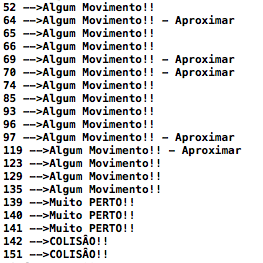 52 -->Algum Movimento!!
64 -->Algum Movimento!! - Aproximar
65 -->Algum Movimento!!
66 -->Algum Movimento!!
69 -->Algum Movimento!! - Aproximar
70 -->Algum Movimento!! - Aproximar
74 -->Algum Movimento!!
85 -->Algum Movimento!!
93 -->Algum Movimento!!
96 -->Algum Movimento!!
97 -->Algum Movimento!! - Aproximar
119 -->Algum Movimento!! - Aproximar
123 -->Algum Movimento!!
129 -->Algum Movimento!!
135 -->Algum Movimento!!
139 -->Muito PERTO!!
140 -->Muito PERTO!!
141 -->Muito PERTO!!
142 -->COLISÃO!!
151 -->COLISÃO!!